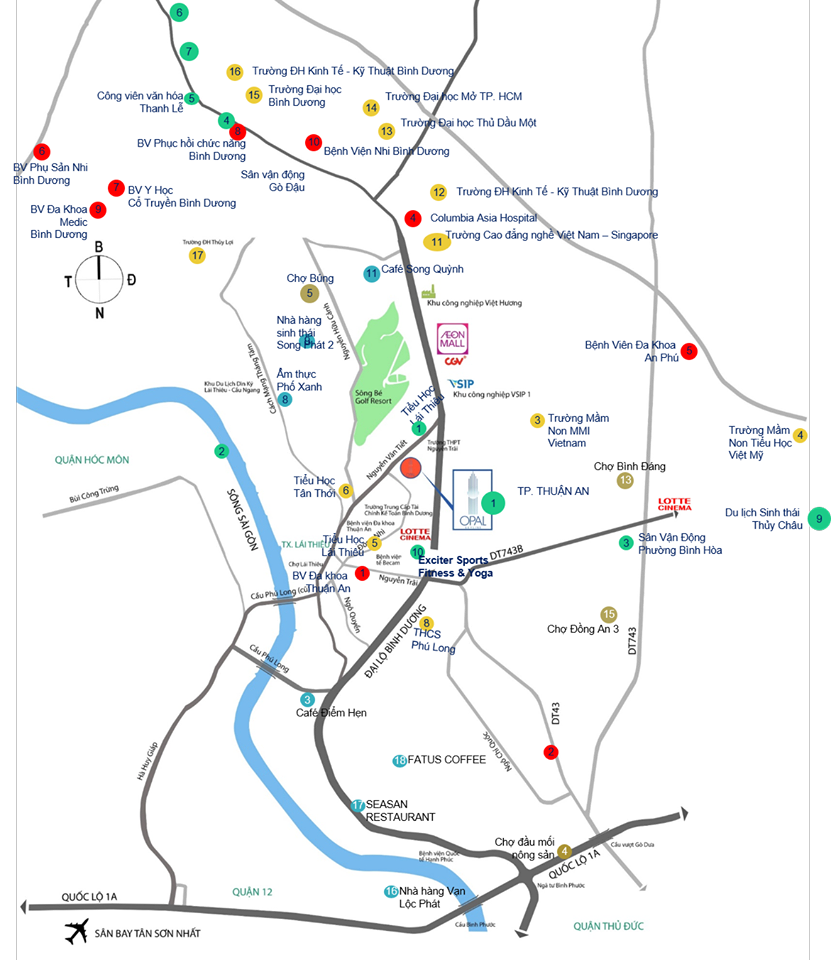 6
7
16
Trường ĐH Kinh Tế - Kỹ Thuật Bình Dương
15
Trường Đại học
Bình Dương
Công viên văn hóa
Thanh Lễ
5
14
Trường Đại học Mở TP. HCM
4
8
13
Trường Đại học Thủ Dầu Một
BV Phục hồi chức năng
Bình Dương
10
Bệnh Viện Nhi Bình Dương
6
BV Phụ Sản Nhi
Bình Dương
Sân vận động
Gò Đậu
7
BV Y Học
Cổ Truyền Bình Dương
12
Trường ĐH Kinh Tế - Kỹ Thuật Bình Dương
9
BV Đa Khoa
Medic
Bình Dương
4
Columbia Asia Hospital
11
Trường Cao đẳng nghề Việt Nam – Singapore
Trường ĐH Thủy Lợi
17
B
T
Đ
N
11
Café Song Quỳnh
Chợ Búng
5
Khu công nghiệp Việt Hương
Nguyễn Hữu Cảnh
Nhà hàng
sinh thái
Song Phát 2
ÆON
MALL
CGV
Bệnh Viên Đa Khoa
An Phú
5
Cách Mạng Tháng Tám
Ẩm thực
Phố Xanh
8
Khu Du Lịch Dìn Ký
Lái Thiêu - Cầu Ngang
Sông Bé
Golf Resort
VSIP
Khu công nghiệp VSIP 1
Tiểu Học
Lái Thiêu
1
3
Trường Mầm
Non MMI
Vietnam
Trường Mầm
Non Tiểu Học
Việt Mỹ
4
Trường THPT
Nguyễn Trãi
2
QUẬN HÓC MÔN
Nguyễn Văn Tiết
Chợ Bình Đáng
13
Bùi Công Trừng
SÔNG SÀI GÒN
Tiểu Học
Tân Thới
6
1
OPAL
TP. THUẬN AN
LOTTE
CINEMA
Du lịch Sinh thái
Thủy Châu
9
Trường Trung Cấp Tài
Chính Kế Toán Bình Dương
Bệnh viện Đa khoa
Thuận An
TX. LÁI THIÊU
Tiểu Học
Lái Thiêu
5
LOTTE
CINEMA
10
3
Sân Vận Động
Phường Bình Hòa
DT743B
Chợ Lái Thiêu
Bệnh viện
tế Becam
Exciter Sports
Fitness & Yoga
BV Đa khoa
Thuận An
1
Nguyễn Trãi
Cầu Phú Long (cũ)
Ngô Quyền
8
THCS
Phú Long
15
Chợ Đồng An 3
DT743
ĐẠI LỘ BÌNH DƯƠNG
Cầu Phú Long
3
Café Điểm Hẹn
DT43
Hà Huy Giáp
Ngô Chí Quốc
2
18
FATUS COFFEE
17
SEASAN
RESTAURANT
Chợ đầu mối
nông sản
4
Cầu vượt Gò Dưa
Bệnh viện Quốc
tế Hạnh Phúc
QUỐC LỘ 1A
Ngã tư Bình Phước
QUỐC LỘ 1A
QUẬN 12
16
Nhà hàng Vạn
Lộc Phát
Cầu Bình Phước
QUẬN THỦ ĐỨC
SÂN BAY TÂN SƠN NHẤT